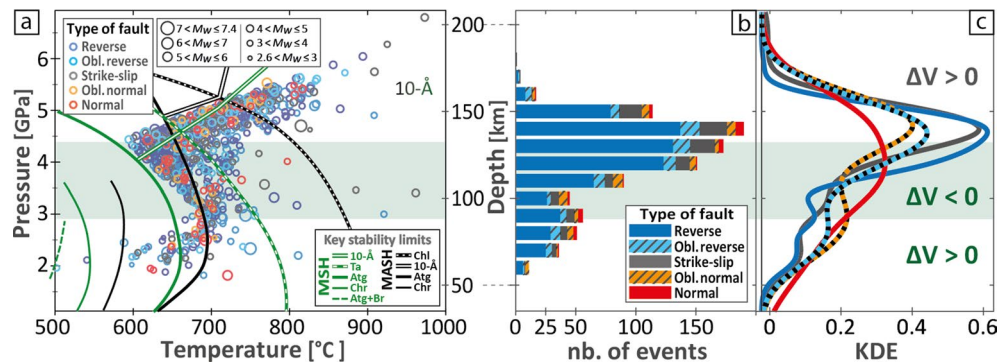 a
Type of fault
Reverse
Obl. reverse
Strike-slip
Obl. normal
Normal
7 < Mw ≤ 7.4
6 < Mw ≤ 7
5 < Mw ≤ 6
4 < Mw ≤ 5
3 < Mw ≤ 4
2.6 < Mw ≤ 3
10-Å
Pressure [GPa]
6
5
4
3
2
Key stability limits
MSH
10-Å
Ta
Atg
Chr
Atg+Br
MASH
Chl
10-Å
Atg
Chr
500
600
700
800
900
1000
Temperature [°C]
200
150
100
50
Depth [km]
b
Type of fault
Reverse
Obl. reverse
Strike-slip
Obl. normal
Normal
0
25
50
100
150
nb. of events
c
ΔV > 0
ΔV < 0
ΔV > 0
0
0.2
0.4
0.6
KDE